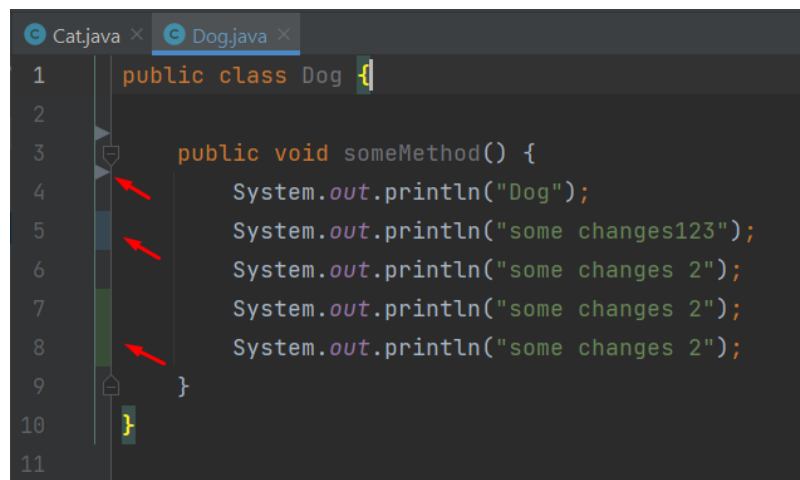 C Cat.java × C Dog.java ×
1 public class Dog {
2
3 public void someMethod() {
4 System.out.println("Dog");
5 System.out.println("some changes123");
6 System.out.println("some changes 2");
7 System.out.println("some changes 2");
8 System.out.println("some changes 2");
9 }
10 }
11